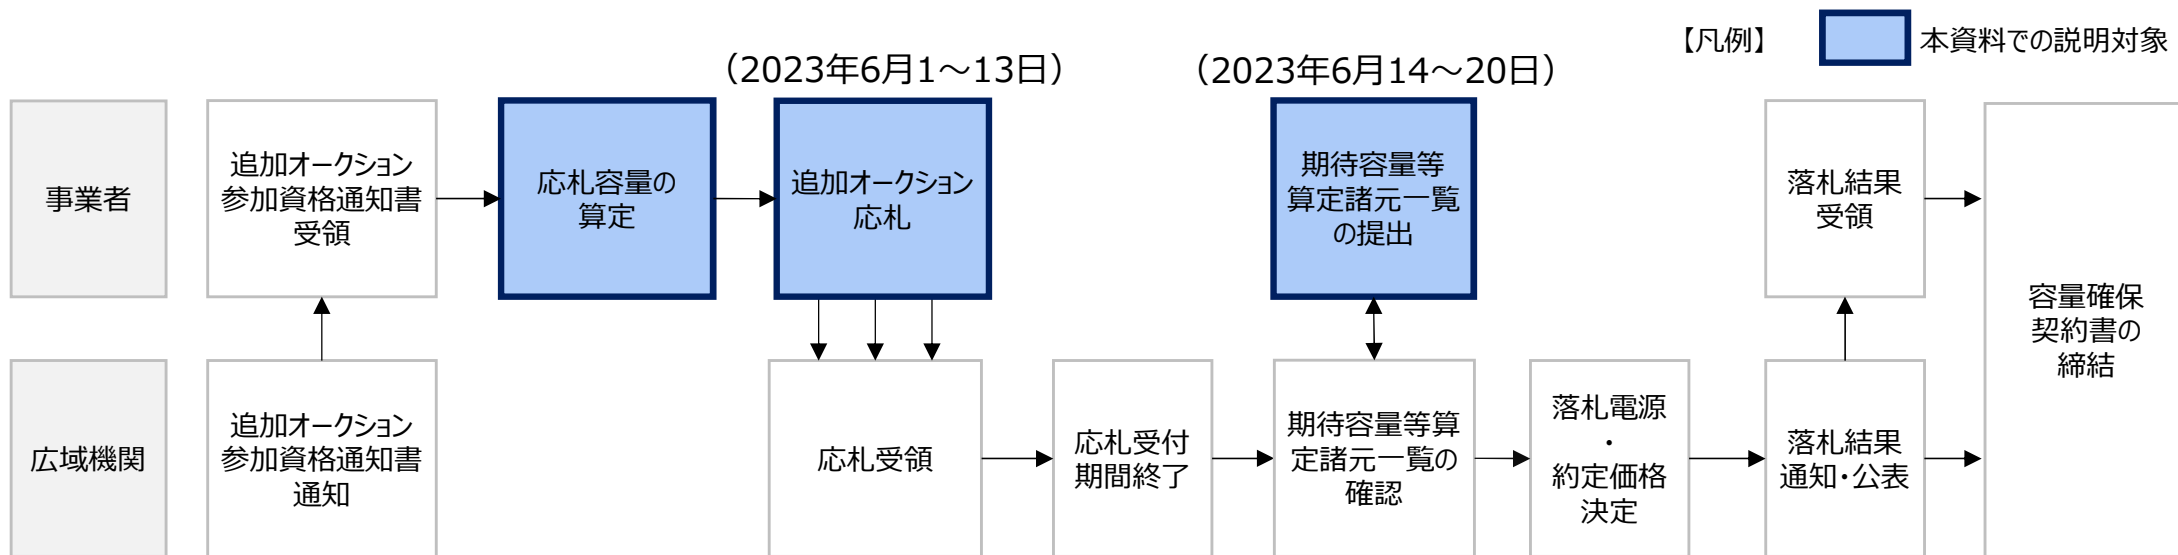 【凡例】
本資料での説明対象
（2023年6月1～13日）
（2023年6月14～20日）
事業者
追加オークション
参加資格通知書
受領
応札容量の
算定
追加オークション
応札
期待容量等
算定諸元一覧
の提出
落札結果
受領
容量確保
契約書の
締結
広域機関
追加オークション
参加資格通知書
通知
応札受領
応札受付
期間終了
期待容量等算
定諸元一覧の
確認
落札電源
・
約定価格
決定
落札結果
通知・公表